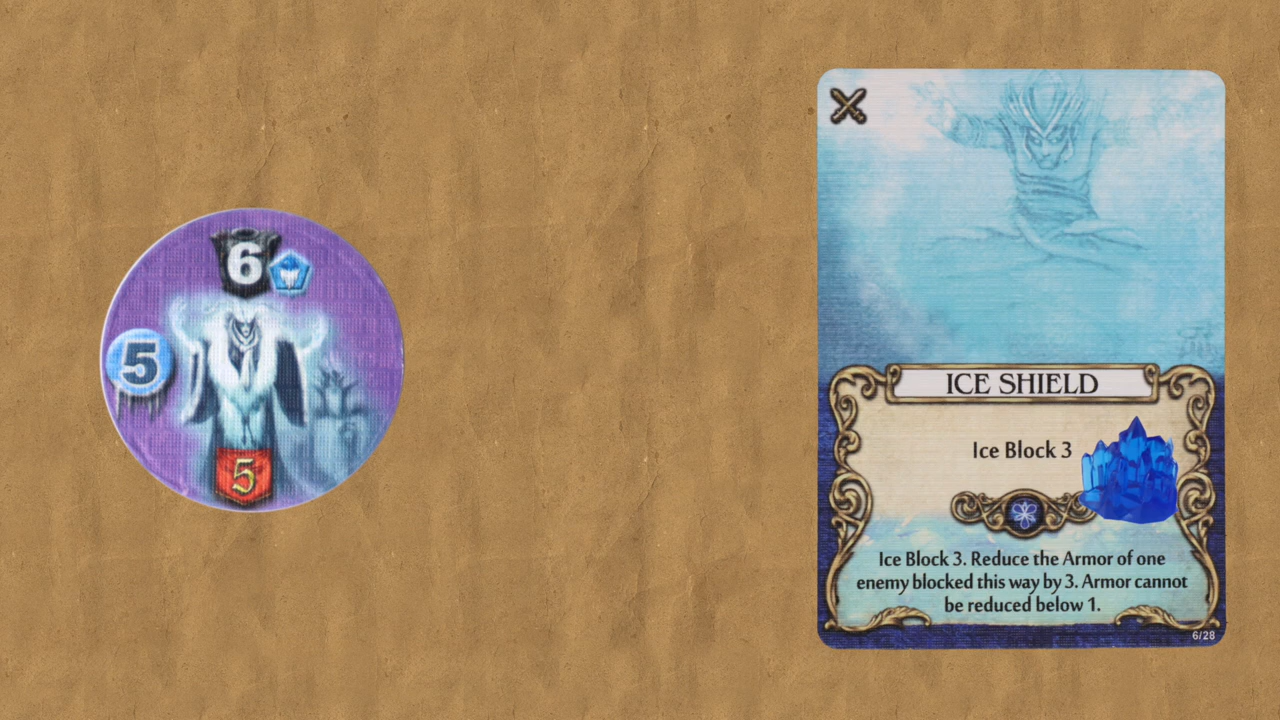 6
5
5
ICE SHIELD
Ice Block 3
Ice Block 3. Reduce the Armor of one
enemy blocked this way by 3. Armor cannot
be reduced below 1.
6/28